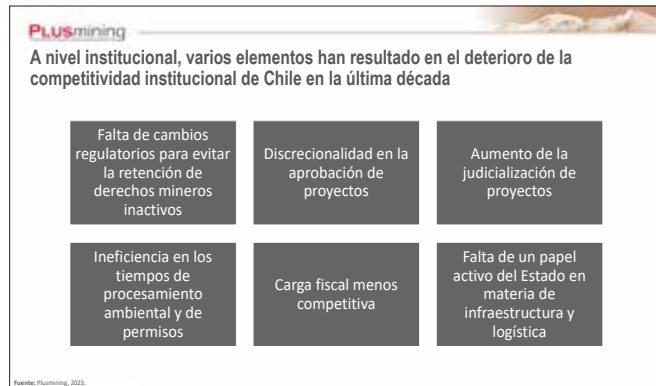 PLUSmining
A nivel institucional, varios elementos han resultado en el deterioro de la
competitividad institucional de Chile en la última década
Falta de cambios
regulatorios para evitar
la retención de
derechos mineros
inactivos
Discrecionalidad en la
aprobación de
proyectos
Aumento de la
judicialización de
proyectos
Ineficiencia en los
tiempos de
procesamiento
ambiental y de
permisos
Carga fiscal menos
competitiva
Falta de un papel
activo del Estado en
materia de
infraestructura y
logística
Fuente: Plusmining, 2023.